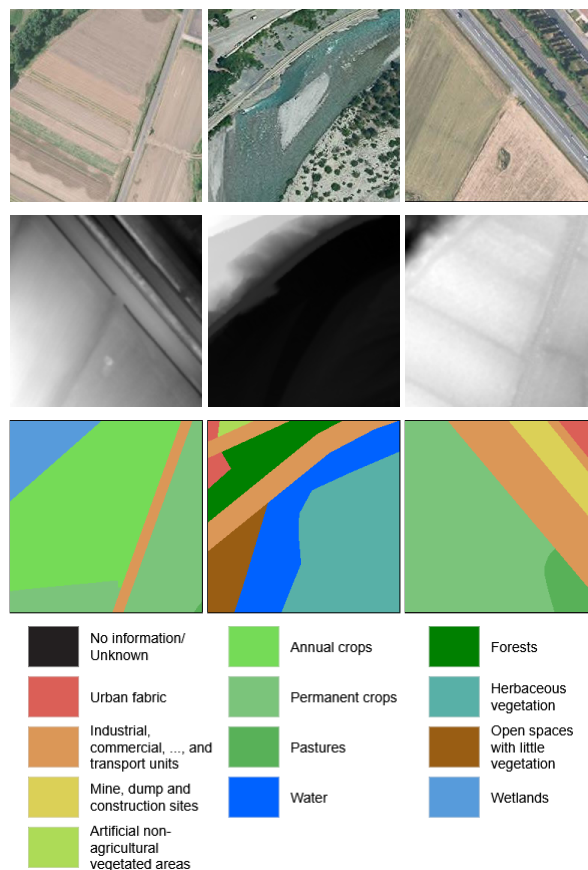 No information/
Unknown
Annual crops
Forests
Urban fabric
Permanent crops
Herbaceous
vegetation
Industrial,
commercial, ..., and
transport units
Pastures
Open spaces
with little
vegetation
Mine, dump and
construction sites
Water
Wetlands
Artificial non-
agricultural
vegetated areas